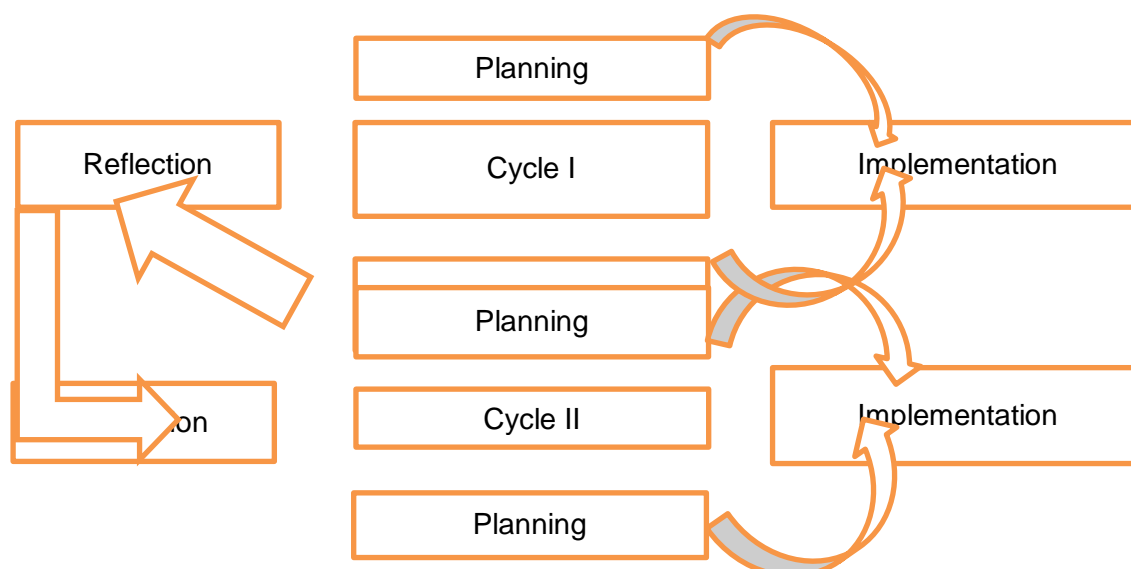 Planning
Reflection
Cycle I
Implementation
Planning
Cycle II
Implementation
Planning